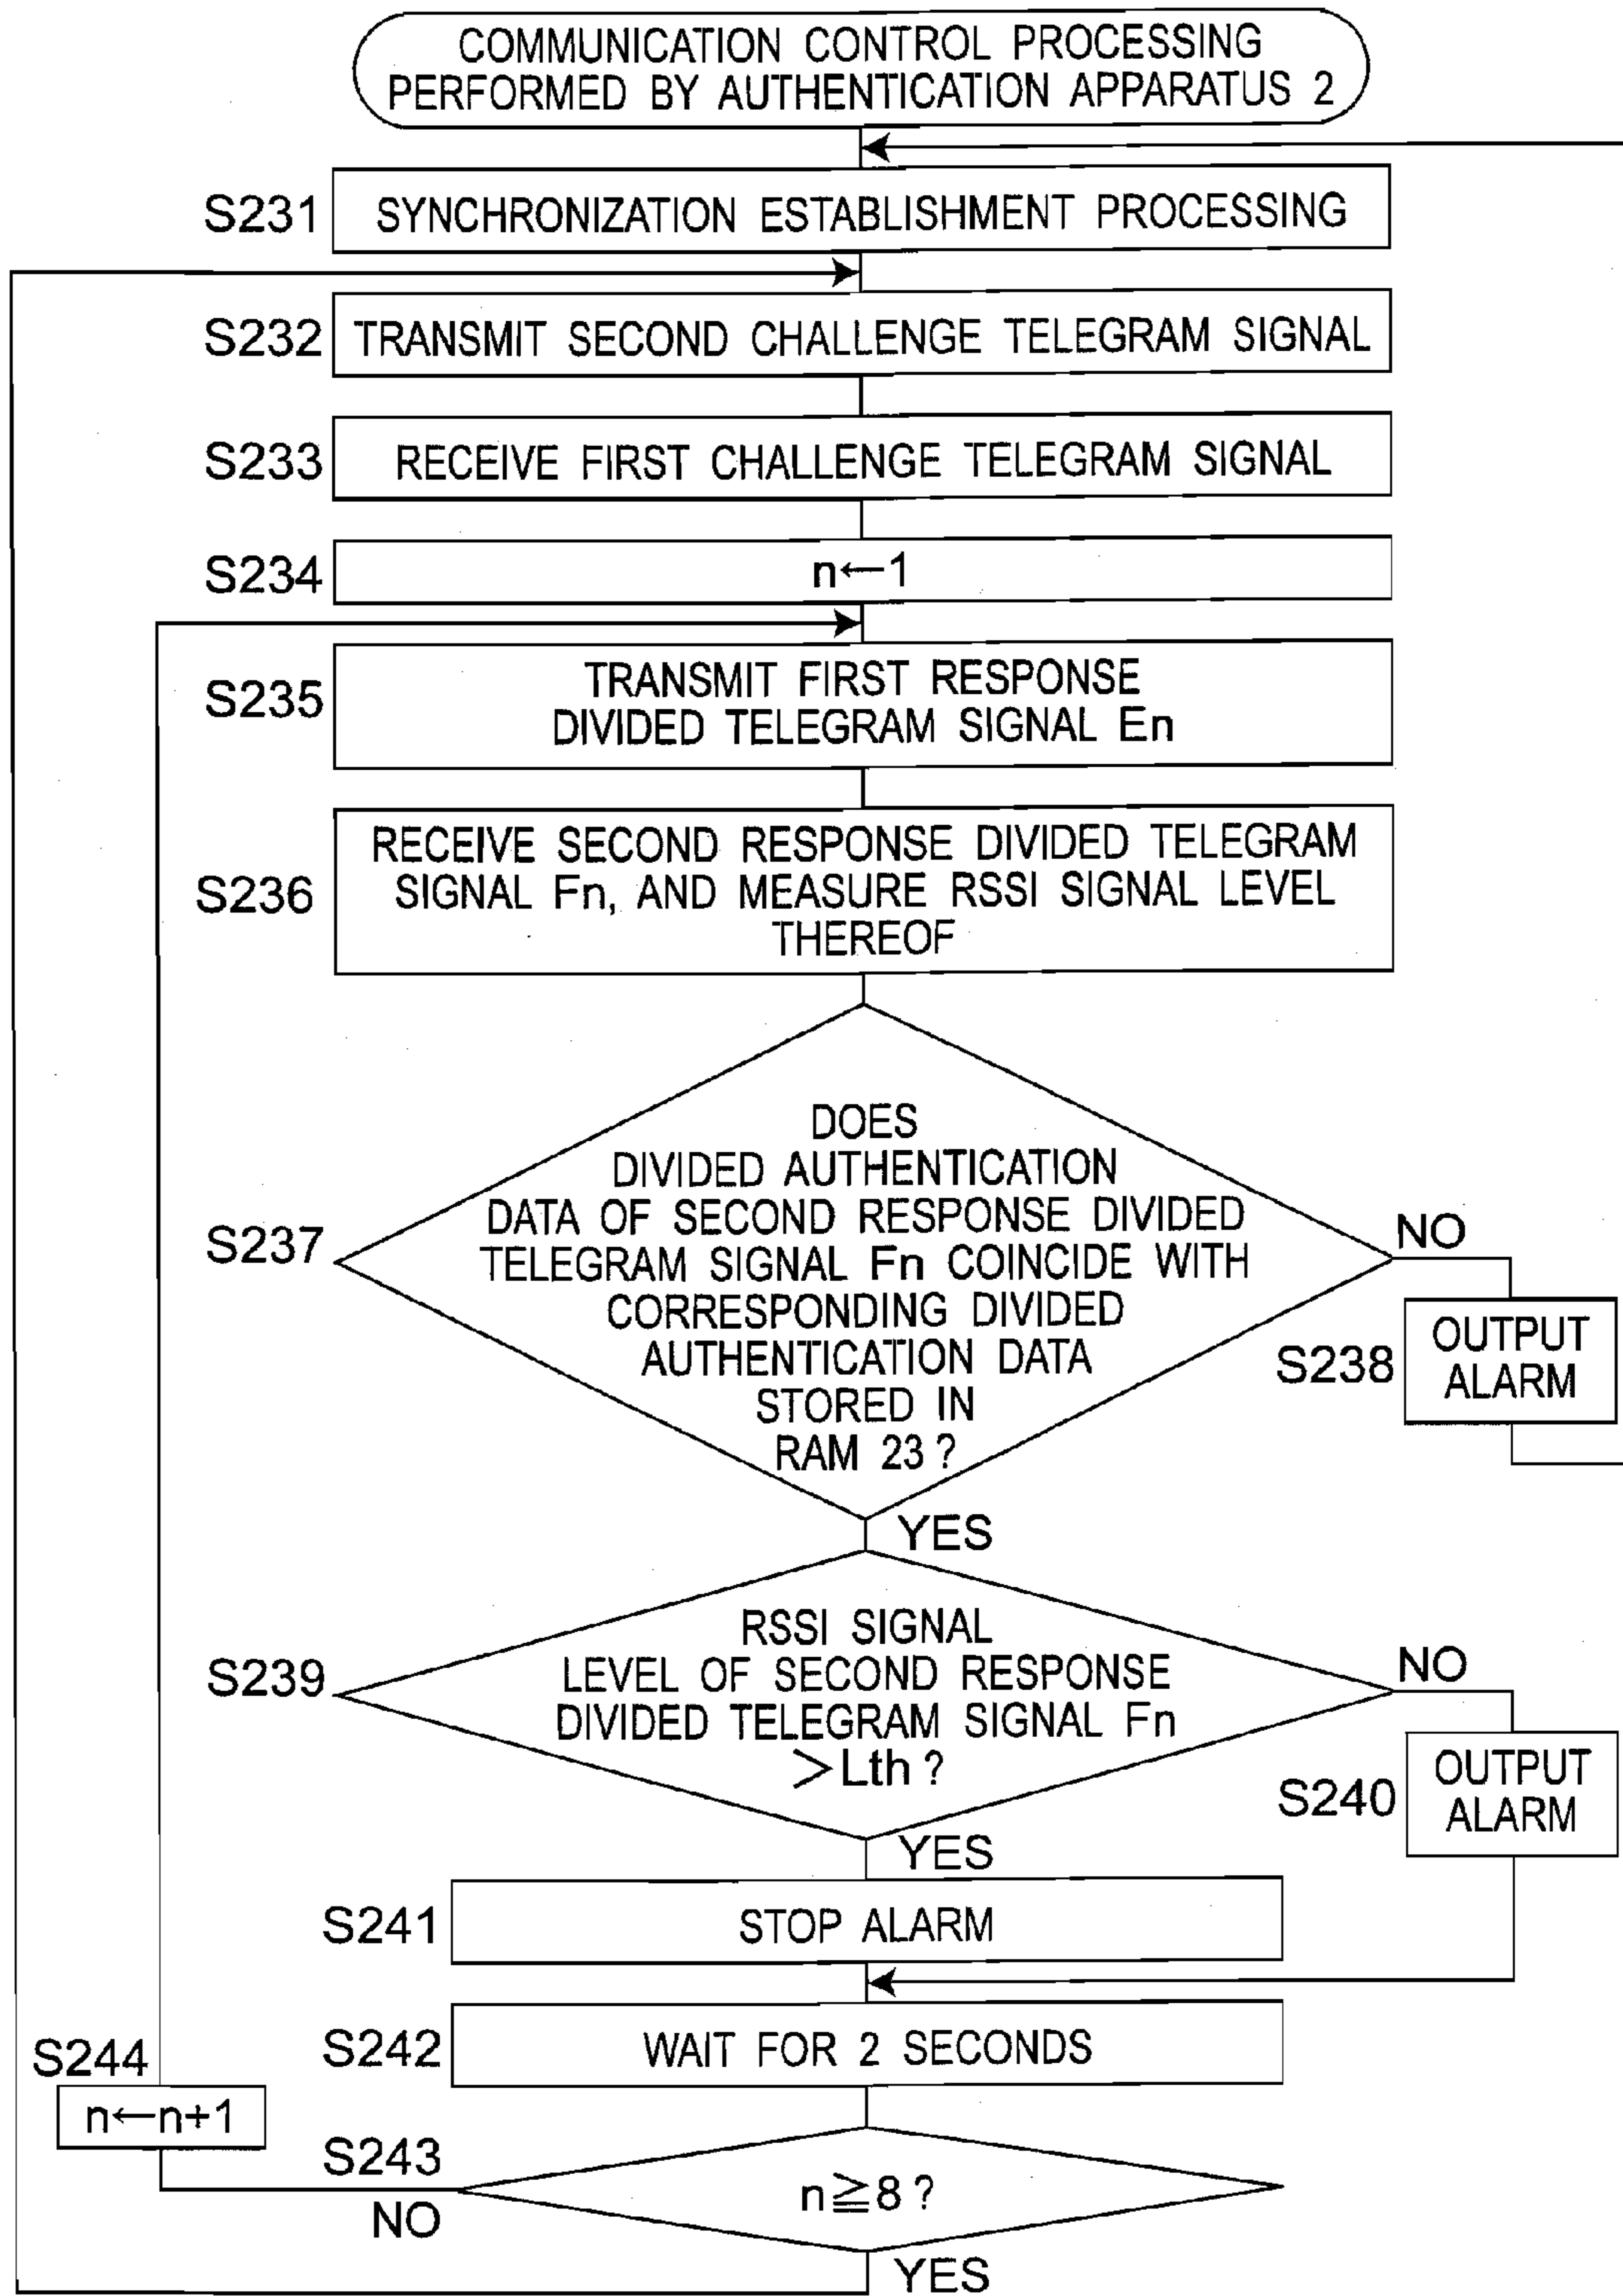 COMMUNICATION CONTROL PROCESSING
PERFORMED BY AUTHENTICATION APPARATUS 2
S231
SYNCHRONIZATION ESTABLISHMENT PROCESSING
S232
TRANSMIT SECOND CHALLENGE TELEGRAM SIGNAL
S233
RECEIVE FIRST CHALLENGE TELEGRAM SIGNAL
S234
n←1
S235
TRANSMIT FIRST RESPONSE
DIVIDED TELEGRAM SIGNAL En
S236
RECEIVE SECOND RESPONSE DIVIDED TELEGRAM
SIGNAL Fn, AND MEASURE RSSI SIGNAL LEVEL
THEREOF
S237
DOES
DIVIDED AUTHENTICATION
DATA OF SECOND RESPONSE DIVIDED
TELEGRAM SIGNAL Fn COINCIDE WITH
CORRESPONDING DIVIDED
AUTHENTICATION DATA
STORED IN
RAM 23 ?
NO
S238
OUTPUT
ALARM
YES
S239
RSSI SIGNAL
LEVEL OF SECOND RESPONSE
DIVIDED TELEGRAM SIGNAL Fn
>Lth ?
NO
S240
OUTPUT
ALARM
YES
S241
STOP ALARM
S242
WAIT FOR 2 SECONDS
S244
n←n+1
S243
n≧8 ?
NO
YES